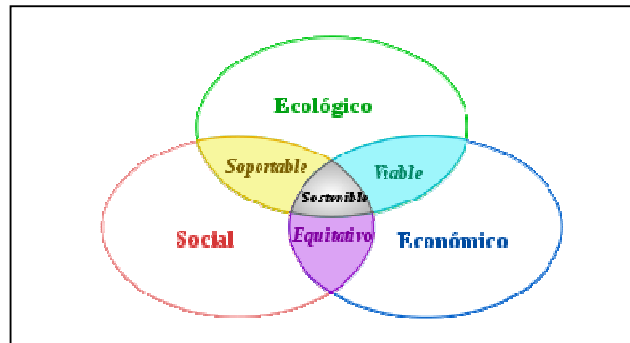 Ecológico
Soportable
Viable
Sostenible
Social
Equitativo
Económico